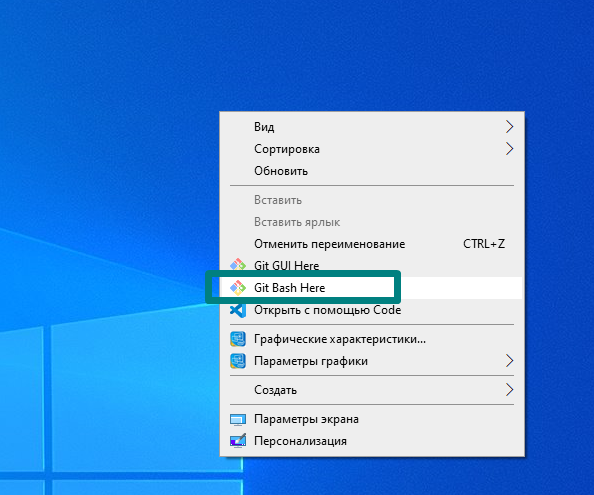 Вид
Сортировка
Обновить
Вставить
Вставить ярлык
Отменить переименование CTRL+Z
Git GUI Here
Git Bash Here
Открыть с помощью Code
Графические характеристики...
Параметры графики
Создать
Параметры экрана
Персонализация